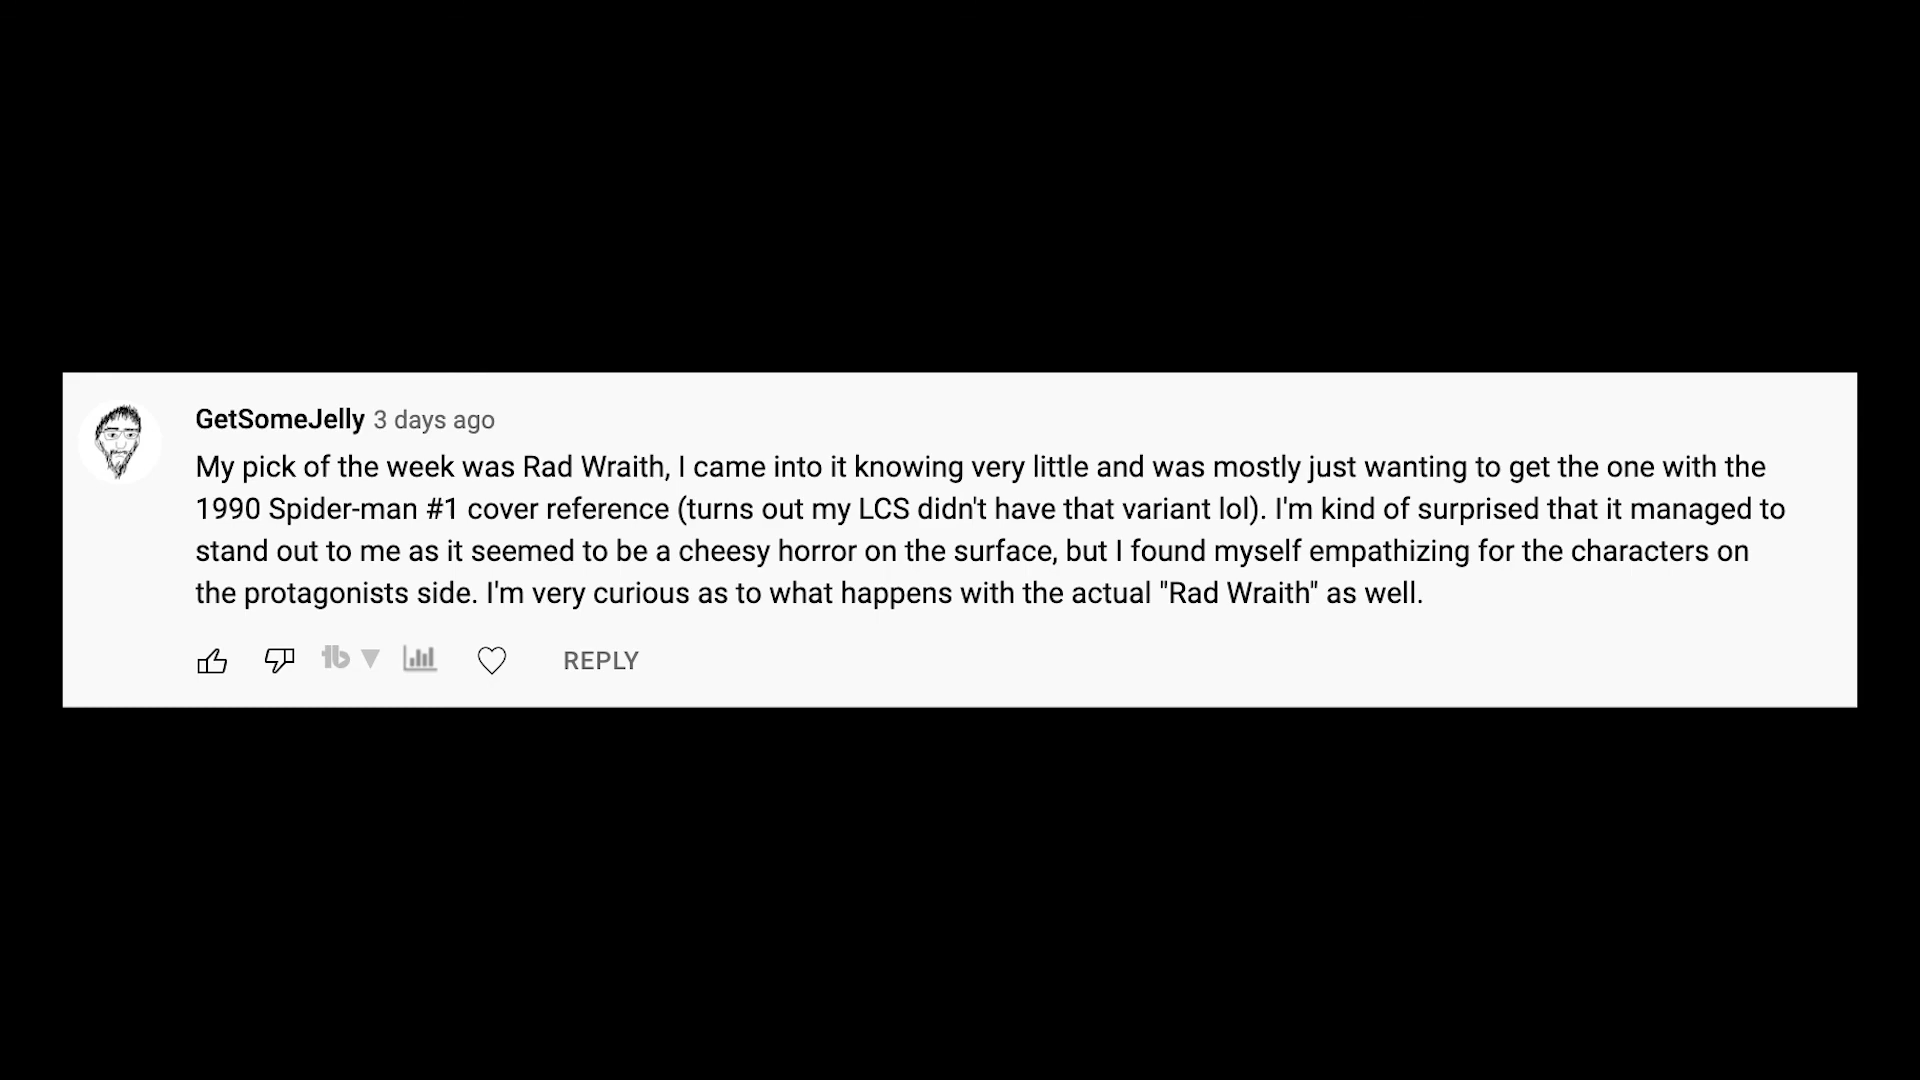 GetSomeJelly 3 days ago
My pick of the week was Rad Wraith, I came into it knowing very little and was mostly just wanting to get the one with the
1990 Spider-man #1 cover reference (turns out my LCS didn't have that variant lol). I'm kind of surprised that it managed to
stand out to me as it seemed to be a cheesy horror on the surface, but I found myself empathizing for the characters on
the protagonists side. I'm very curious as to what happens with the actual "Rad Wraith" as well.
tb REPLY